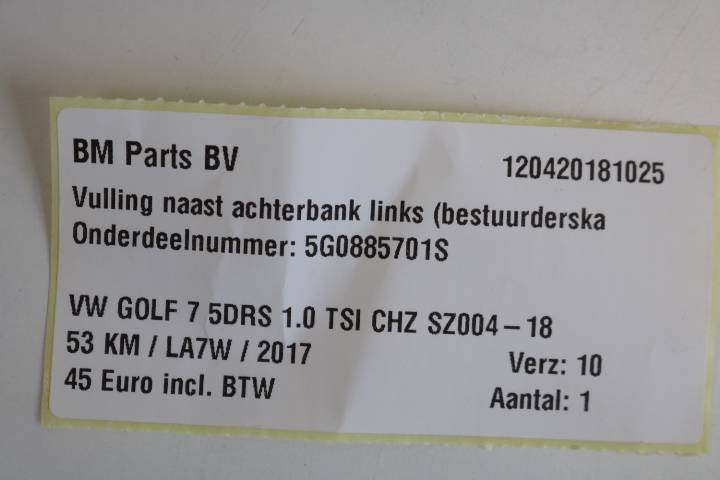 BM Parts BV 120420181025
Vulling naast achterbank links (bestuurderska
Onderdeelnummer: 5G0885701S
VW GOLF 7 5DRS 1.0 TSI CHZ SZ004-18
53 KM / LA7W / 2017 Verz: 10
45 Euro incl. BTW Aantal: 1